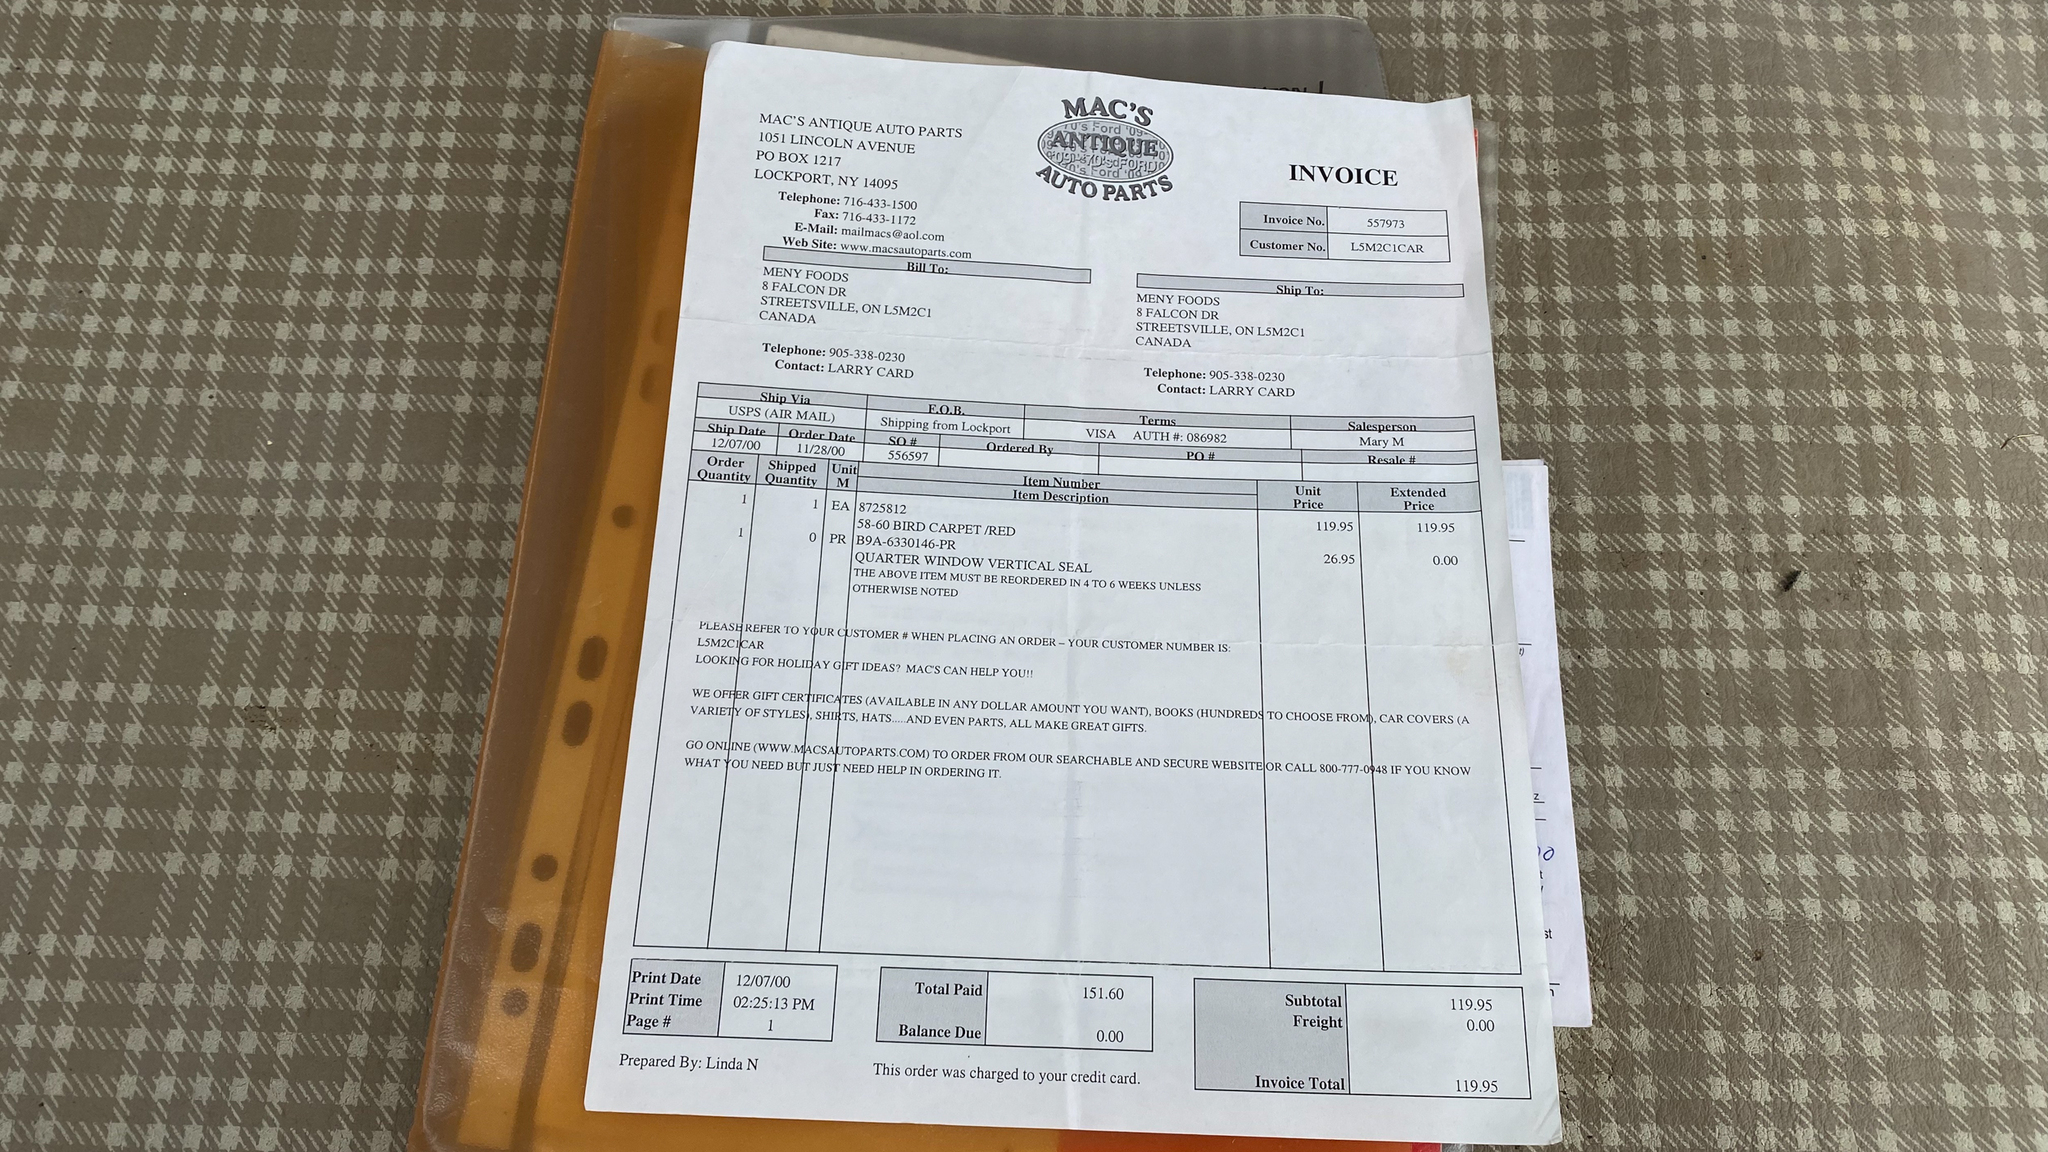 MAC'S ANTIQUE AUTO PARTS
1051 LINCOLN AVENUE
PO BOX 1217
LOCKPORT, NY 14095
Telephone: 716-433-1500
Fax: 716-433-1172
E-Mail: mailmacs@aol.com
Web Site: www.macsautoparts.com
MAC'S
ANTIQUE
AUTO PARTS
INVOICE
Invoice No. 557973
Customer No. L5M2C1CAR
Bill To:
MENY FOODS
8 FALCON DR
STREETSVILLE, ON L5M2C1
CANADA
Telephone: 905-338-0230
Contact: LARRY CARD
Ship To:
MENY FOODS
8 FALCON DR
STREETSVILLE, ON L5M2C1
CANADA
Telephone: 905-338-0230
Contact: LARRY CARD
Ship Via F.O.B. Terms Salesperson
USPS (AIR MAIL) Shipping from Lockport VISA AUTH #: 086982 Mary M
Ship Date Order Date SO # Ordered By PO # Resale #
12/07/00 11/28/00 556597
Order Quantity Shipped Quantity Unit M Item Number Item Description Unit Price Extended Price
1 1 EA 8725812
58-60 BIRD CARPET /RED 119.95 119.95
1 0 PR B9A-6330146-PR
QUARTER WINDOW VERTICAL SEAL 26.95 0.00
THE ABOVE ITEM MUST BE REORDERED IN 4 TO 6 WEEKS UNLESS
OTHERWISE NOTED
PLEASE REFER TO YOUR CUSTOMER # WHEN PLACING AN ORDER – YOUR CUSTOMER NUMBER IS:
L5M2C1CAR
LOOKING FOR HOLIDAY GIFT IDEAS? MAC'S CAN HELP YOU!!
WE OFFER GIFT CERTIFICATES (AVAILABLE IN ANY DOLLAR AMOUNT YOU WANT), BOOKS (HUNDREDS TO CHOOSE FROM), CAR COVERS (A
VARIETY OF STYLES), SHIRTS, HATS.....AND EVEN PARTS, ALL MAKE GREAT GIFTS.
GO ONLINE (WWW.MACSAUTOPARTS.COM) TO ORDER FROM OUR SEARCHABLE AND SECURE WEBSITE OR CALL 800-777-0948 IF YOU KNOW
WHAT YOU NEED BUT JUST NEED HELP IN ORDERING IT.
Print Date 12/07/00
Print Time 02:25:13 PM
Page # 1
Total Paid 151.60
Balance Due 0.00
Subtotal 119.95
Freight 0.00
Invoice Total 119.95
Prepared By: Linda N
This order was charged to your credit card.